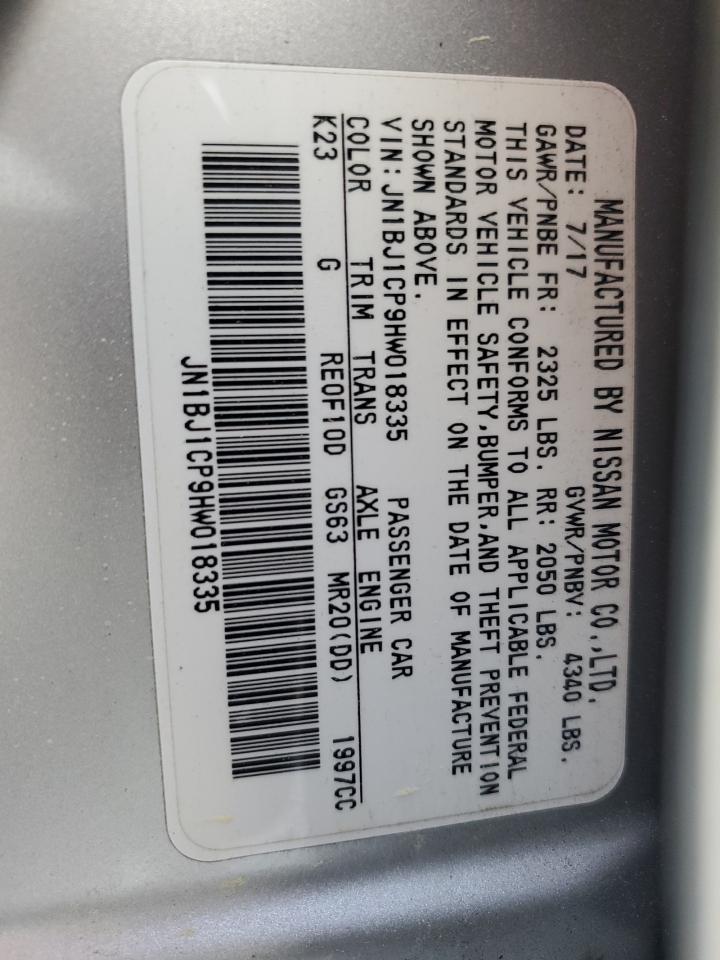 MANUFACTURED BY NISSAN MOTOR CO.,LTD.
DATE: 7/17 GVWR/PNBV: 4340 LBS.
GAWR/PNBE FR: 2325 LBS. RR: 2050 LBS.
THIS VEHICLE CONFORMS TO ALL APPLICABLE FEDERAL
MOTOR VEHICLE SAFETY,BUMPER,AND THEFT PREVENTION
STANDARDS IN EFFECT ON THE DATE OF MANUFACTURE
SHOWN ABOVE.
VIN:JN1BJ1CP9HW018335 PASSENGER CAR
COLOR TRIM TRANS AXLE ENGINE
K23 G RE0F10D GS63 MR20(DD) 1997CC
JN1BJ1CP9HW018335